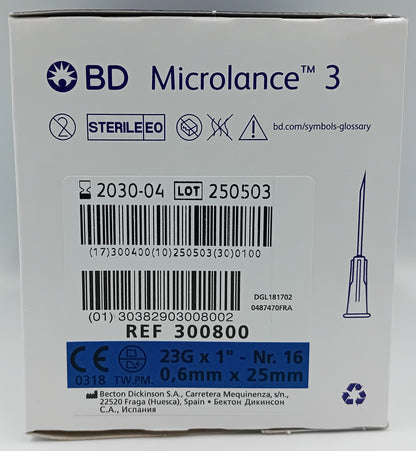 BD Microlance™ 3
2 STERILE EO bd.com/symbols-glossary
2030-04 LOT 250503
(17)300400(10)250503(30)0100
DGL181702
0487470FRA
(01) 30382903008002
REF 300800
CE 0318 TW.PM. 23G x 1" - Nr. 16
0,6mm x 25mm
Becton Dickinson S.A., Carretera Mequinenza, s/n.,
22520 Fraga (Huesca), Spain • Бектон Дикинсон
С.А., Испания